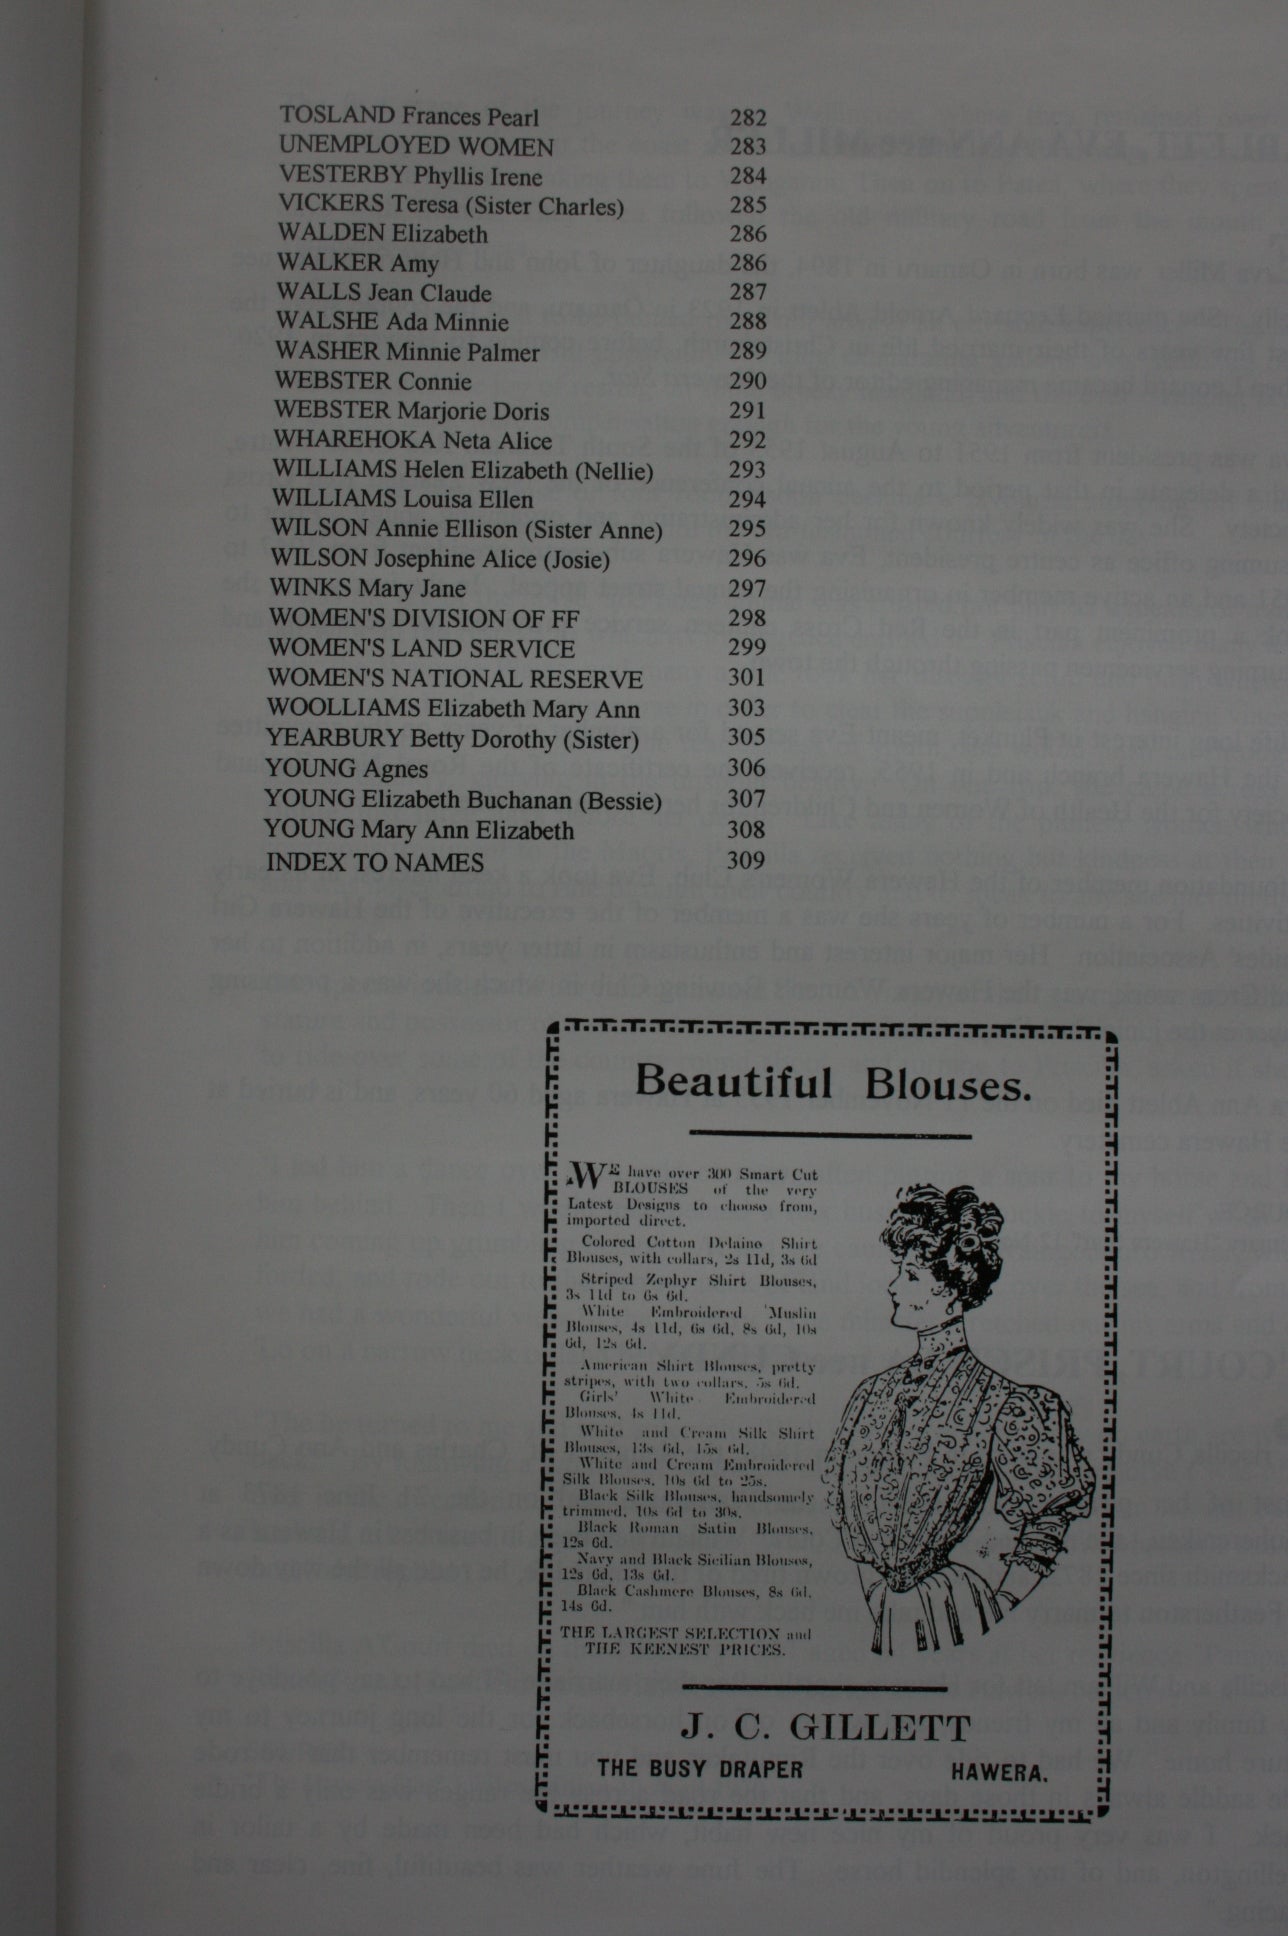 TOSLAND Frances Pearl 282
UNEMPLOYED WOMEN 283
VESTERBY Phyllis Irene 284
VICKERS Teresa (Sister Charles) 285
WALDEN Elizabeth 286
WALKER Amy 286
WALLS Jean Claude 287
WALSHE Ada Minnie 288
WASHER Minnie Palmer 289
WEBSTER Connie 290
WEBSTER Marjorie Doris 291
WHAREHOKA Neta Alice 292
WILLIAMS Helen Elizabeth (Nellie) 293
WILLIAMS Louisa Ellen 294
WILSON Annie Ellison (Sister Anne) 295
WILSON Josephine Alice (Josie) 296
WINKS Mary Jane 297
WOMEN'S DIVISION OF FF 298
WOMEN'S LAND SERVICE 299
WOMEN'S NATIONAL RESERVE 301
WOOLLIAMS Elizabeth Mary Ann 303
YEARBURY Betty Dorothy (Sister) 305
YOUNG Agnes 306
YOUNG Elizabeth Buchanan (Bessie) 307
YOUNG Mary Ann Elizabeth 308
INDEX TO NAMES 309
Beautiful Blouses.
WE have over 300 Smart Cut
BLOUSES of the very
Latest Designs to choose from,
imported direct.
Colored Cotton Delaine Shirt
Blouses, with collars, 2s 11d, 3s 6d
Striped Zephyr Shirt Blouses,
3s 11d to 6s 6d.
White Embroidered Muslin
Blouses, 4s 11d, 6s 6d, 8s 6d, 10s
6d, 12s 6d.
American Shirt Blouses, pretty
stripes, with two collars, 5s 6d.
Girls' White Embroidered
Blouses, 4s 11d.
White and Cream Silk Shirt
Blouses, 13s 6d, 15s 6d.
White and Cream Embroidered
Silk Blouses, 10s 6d to 25s.
Black Silk Blouses, handsomely
trimmed, 10s 6d to 30s.
Black Roman Satin Blouses,
12s 6d.
Navy and Black Sicilian Blouses,
12s 6d, 13s 6d.
Black Cashmere Blouses, 8s 6d,
14s 6d.
THE LARGEST SELECTION and
THE KEENEST PRICES.
J. C. GILLETT
THE BUSY DRAPER HAWERA.